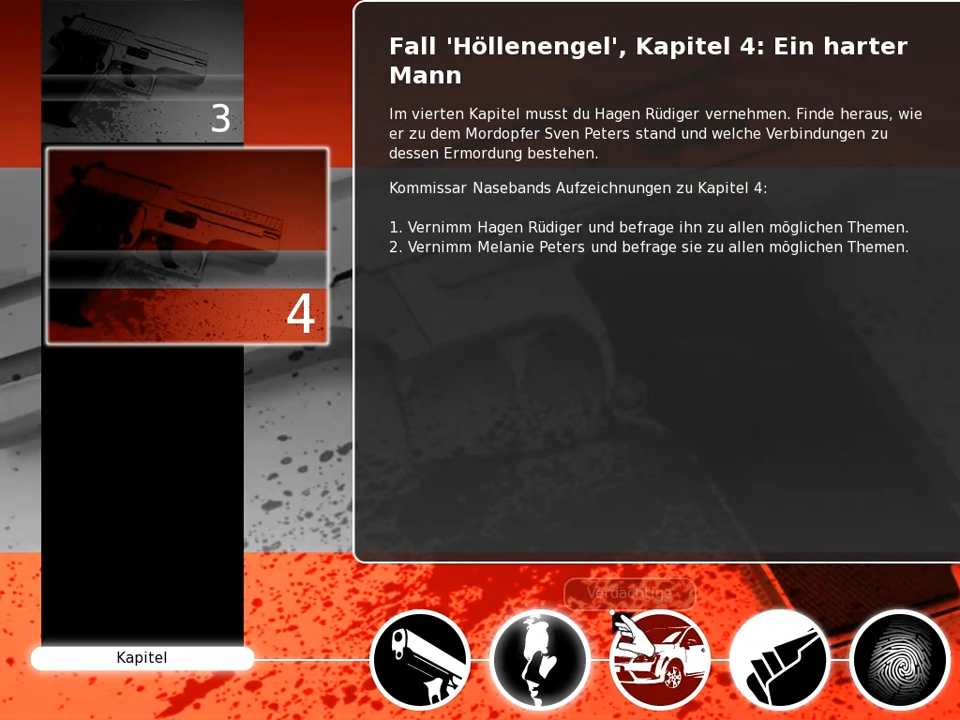 3
4
Fall 'Höllenengel', Kapitel 4: Ein harter
Mann
Im vierten Kapitel musst du Hagen Rüdiger vernehmen. Finde heraus, wie
er zu dem Mordopfer Sven Peters stand und welche Verbindungen zu
dessen Ermordung bestehen.
Kommissar Nasebands Aufzeichnungen zu Kapitel 4:
1. Vernimm Hagen Rüdiger und befrage ihn zu allen möglichen Themen.
2. Vernimm Melanie Peters und befrage sie zu allen möglichen Themen.
Verdächtige
Kapitel